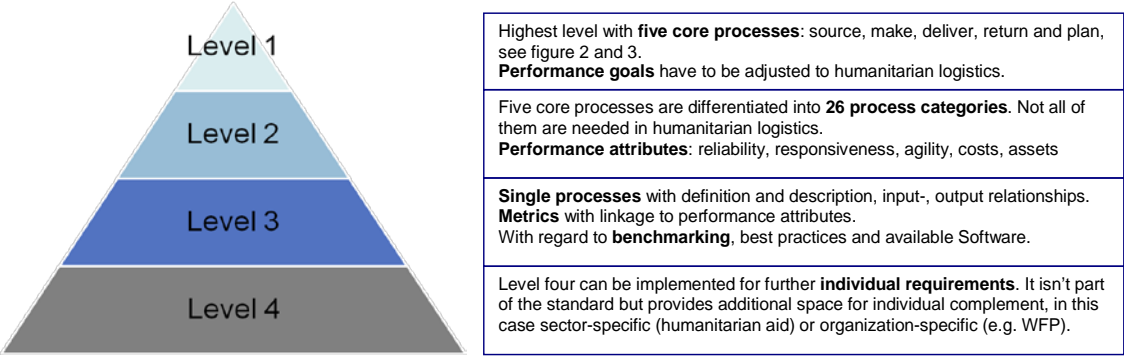 Level 1
Highest level with five core processes: source, make, deliver, return and plan,
see figure 2 and 3.
Performance goals have to be adjusted to humanitarian logistics.
Level 2
Five core processes are differentiated into 26 process categories. Not all of
them are needed in humanitarian logistics.
Performance attributes: reliability, responsiveness, agility, costs, assets
Level 3
Single processes with definition and description, input-, output relationships.
Metrics with linkage to performance attributes.
With regard to benchmarking, best practices and available Software.
Level 4
Level four can be implemented for further individual requirements. It isn't part
of the standard but provides additional space for individual complement, in this
case sector-specific (humanitarian aid) or organization-specific (e.g. WFP).